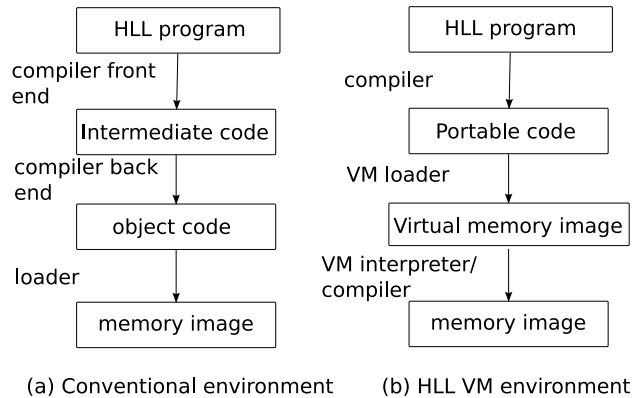 HLL program
compiler front
end
Intermediate code
compiler back
end
object code
loader
memory image
(a) Conventional environment
HLL program
compiler
Portable code
VM loader
Virtual memory image
VM interpreter/
compiler
memory image
(b) HLL VM environment